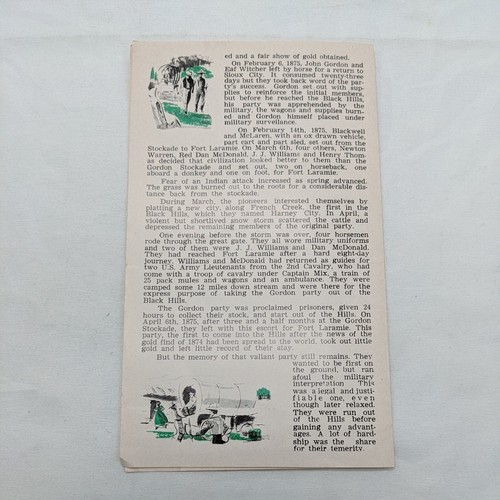 ed and a fair show of gold obtained.
On February 6, 1875, John Gordon and
Eaf Witcher left by horse for a return to
Sioux City. It consumed twenty-three
days but they took back word of the par-
ty's success. Gordon set out with sup-
plies to reinforce the initial members,
but before he reached the Black Hills,
his party was apprehended by the
military, the wagons and supplies burn-
ed and Gordon himself placed under
military surveilance.
On February 14th, 1875, Blackwell
and McLaren, with an ox drawn vehicle,
part cart and part sled, set out from the
Stockade to Fort Laramie. On March 6th, four others, Newton
Warren, Red Dan McDonald, J. J. Williams and Henry Thom-
as decided that civilization looked better to them than the
Gordon Stockade and set out, two on horseback, one
aboard a donkey and one on foot, for Fort Laramie.
Fear of an Indian attack increased as spring advanced.
The grass was burned out to the roots for a considerable dis-
tance back from the stockade.
During March, the pioneers interested themselves by
platting a new city, along French Creek, the first in the
Black Hills, which they named Harney City. In April, a
violent but shortlived snow storm scattered the cattle and
depressed the remaining members of the original party.
One evening before the storm was over, four horsemen
rode through the great gate. They all wore military uniforms
and two of them were J. J. Williams and Dan McDonald.
They had reached Fort Laramie after a hard eight-day
journey. Williams and McDonald had returned as guides for
two U.S. Army Lieutenants from the 2nd Cavalry, who had
come with a troop of cavalry under Captain Mix, a train of
25 pack mules and wagons and an ambulance. They were
camped some 12 miles down stream and were there for the
express purpose of taking the Gordon party out of the
Black Hills.
The Gordon party was proclaimed prisoners, given 24
hours to collect their stock, and start out of the Hills. On
April 6th, 1875, after three and a half months at the Gordon
Stockade, they left with this escort for Fort Laramie. This
party, the first to come into the Hills after the news of the
gold find of 1874 had been spread to the world, took out little
gold and left little record of their stay.
But the memory of that valiant party still remains. They
wanted to be first on
the ground, but ran
afoul the military
interpretation This
was a legal and justi-
fiable one, even
though later relaxed.
They were run out
of the Hills before
gaining any advant-
ages. A lot of hard-
ship was the share
for their temerity.